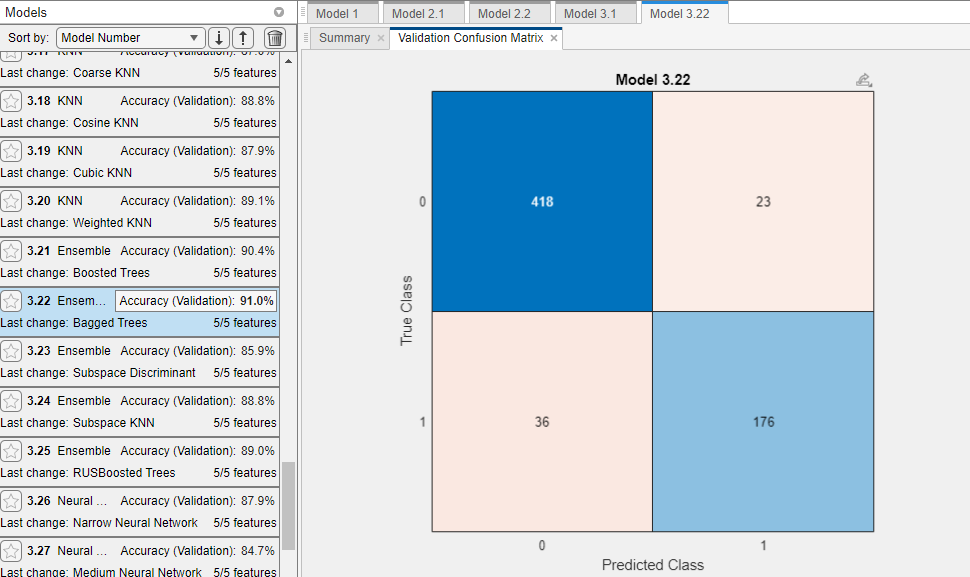 Models
Sort by: Model Number
Last change: Coarse KNN 5/5 features
3.18 KNN Accuracy (Validation): 88.8%
Last change: Cosine KNN 5/5 features
3.19 KNN Accuracy (Validation): 87.9%
Last change: Cubic KNN 5/5 features
3.20 KNN Accuracy (Validation): 89.1%
Last change: Weighted KNN 5/5 features
3.21 Ensemble Accuracy (Validation): 90.4%
Last change: Boosted Trees 5/5 features
3.22 Ensem... Accuracy (Validation): 91.0%
Last change: Bagged Trees 5/5 features
3.23 Ensemble Accuracy (Validation): 85.9%
Last change: Subspace Discriminant 5/5 features
3.24 Ensemble Accuracy (Validation): 88.8%
Last change: Subspace KNN 5/5 features
3.25 Ensemble Accuracy (Validation): 89.0%
Last change: RUSBoosted Trees 5/5 features
3.26 Neural ... Accuracy (Validation): 87.9%
Last change: Narrow Neural Network 5/5 features
3.27 Neural ... Accuracy (Validation): 84.7%
Last change: Medium Neural Network 5/5 features
Model 1 Model 2.1 Model 2.2 Model 3.1 Model 3.22
Summary Validation Confusion Matrix
Model 3.22
True Class
0 418 23
1 36 176
0 1
Predicted Class